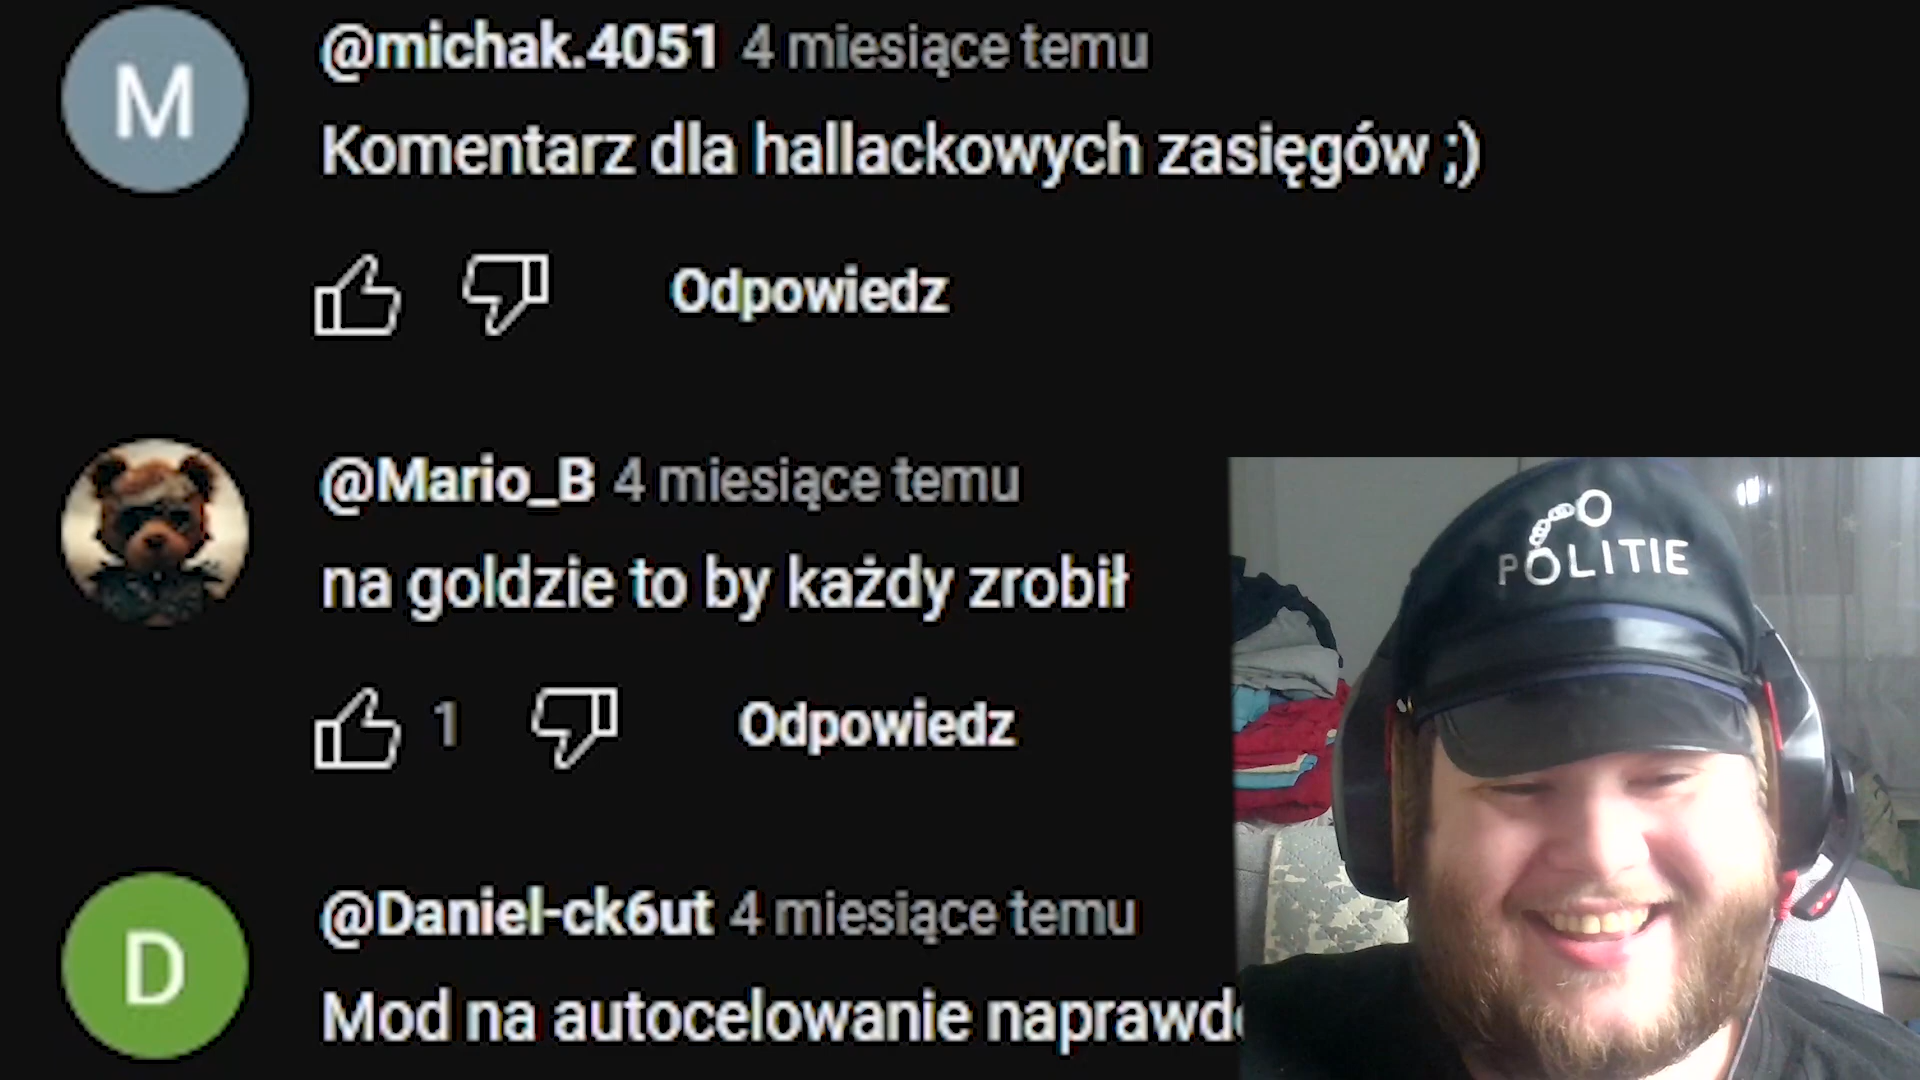 M
@michak.4051 4 miesiące temu
Komentarz dla hallackowych zasięgów ;)
Odpowiedz
@Mario_B 4 miesiące temu
na goldzie to by każdy zrobił
1
Odpowiedz
POLITIE
D
@Daniel-ck6ut 4 miesiące temu
Mod na autocelowanie